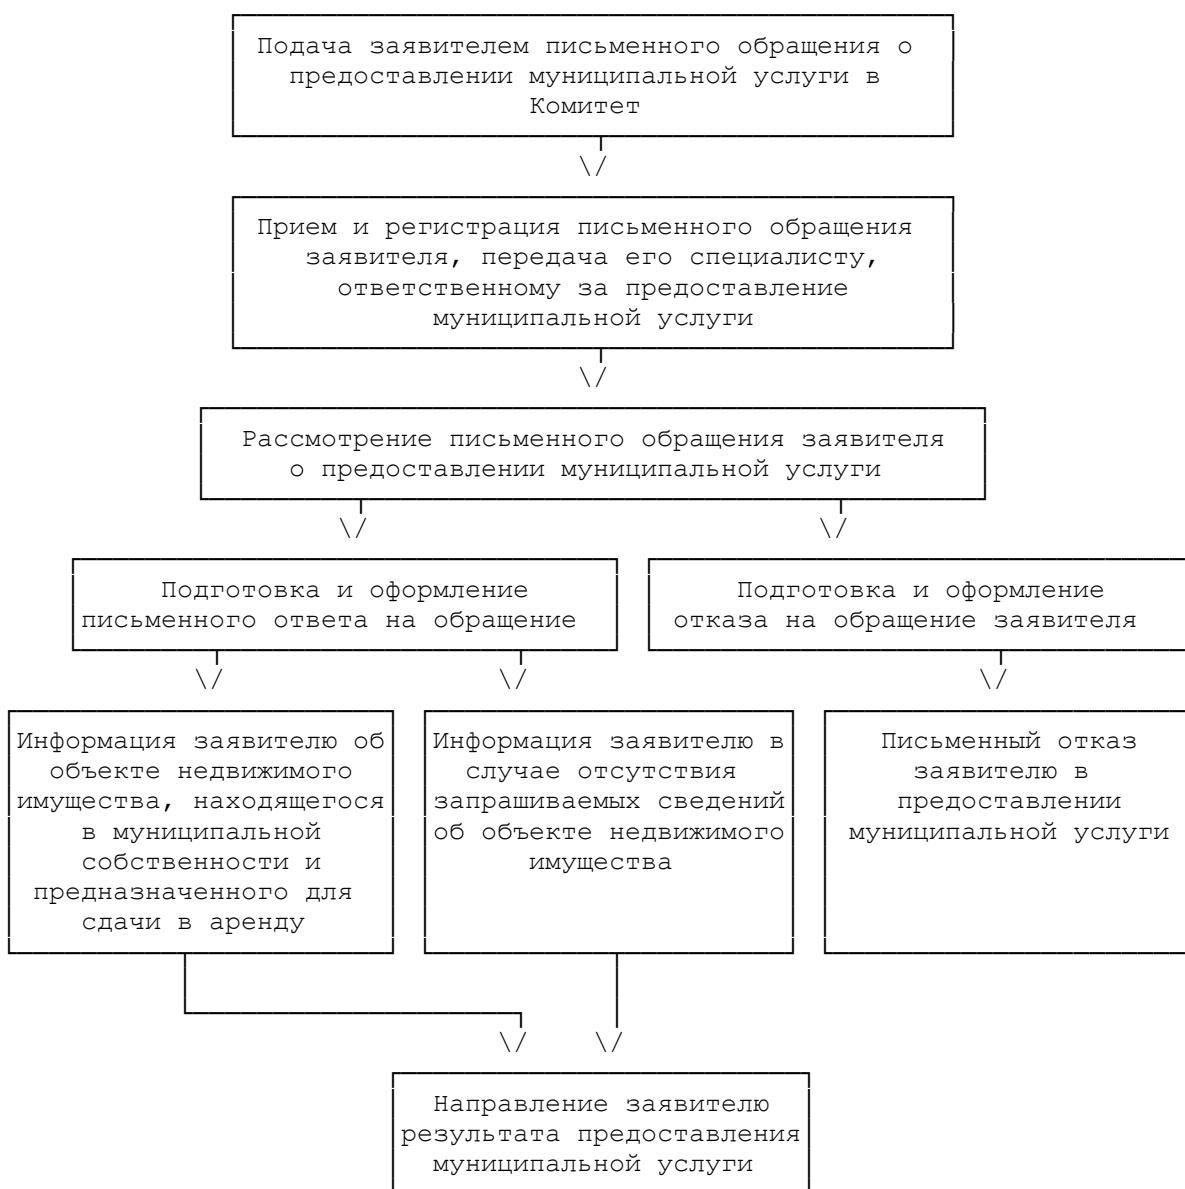 Подача заявителем письменного обращения о
предоставлении муниципальной услуги в
Комитет
\/
Прием и регистрация письменного обращения
заявителя, передача его специалисту,
ответственному за предоставление
муниципальной услуги
\/
Рассмотрение письменного обращения заявителя
о предоставлении муниципальной услуги
\/ \/
Подготовка и оформление
письменного ответа на обращение
Подготовка и оформление
отказа на обращение заявителя
\/ \/ \/
Информация заявителю об
объекте недвижимого
имущества, находящегося
в муниципальной
собственности и
предназначенного для
сдачи в аренду
Информация заявителю в
случае отсутствия
запрашиваемых сведений
об объекте недвижимого
имущества
Письменный отказ
заявителю в
предоставлении
муниципальной услуги
\/ \/
Направление заявителю
результата предоставления
муниципальной услуги